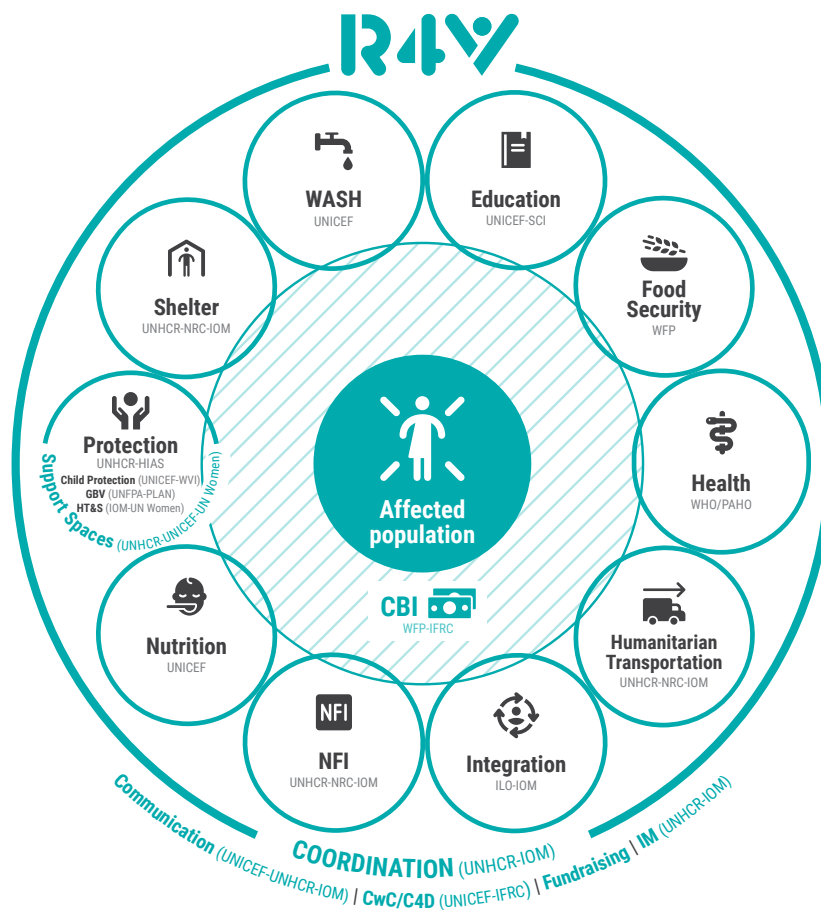 R4V
WASH
UNICEF
Education
UNICEF-SCI
Shelter
UNHCR-NRC-IOM
Food
Security
WFP
Protection
UNHCR-HIAS
Child Protection (UNICEF-WVI)
GBV (UNFPA-PLAN)
HT&S (IOM-UN Women)
Support Spaces (UNHCR-UNICEF-UN Women)
Affected
population
Health
WHO/PAHO
CBI
WFP-IFRC
Nutrition
UNICEF
Humanitarian
Transportation
UNHCR-NRC-IOM
NFI
NFI
UNHCR-NRC-IOM
Integration
ILO-IOM
COORDINATION (UNHCR-IOM)
Communication (UNICEF-UNHCR-IOM) | CwC/C4D (UNICEF-IFRC) | Fundraising | IM (UNHCR-IOM)